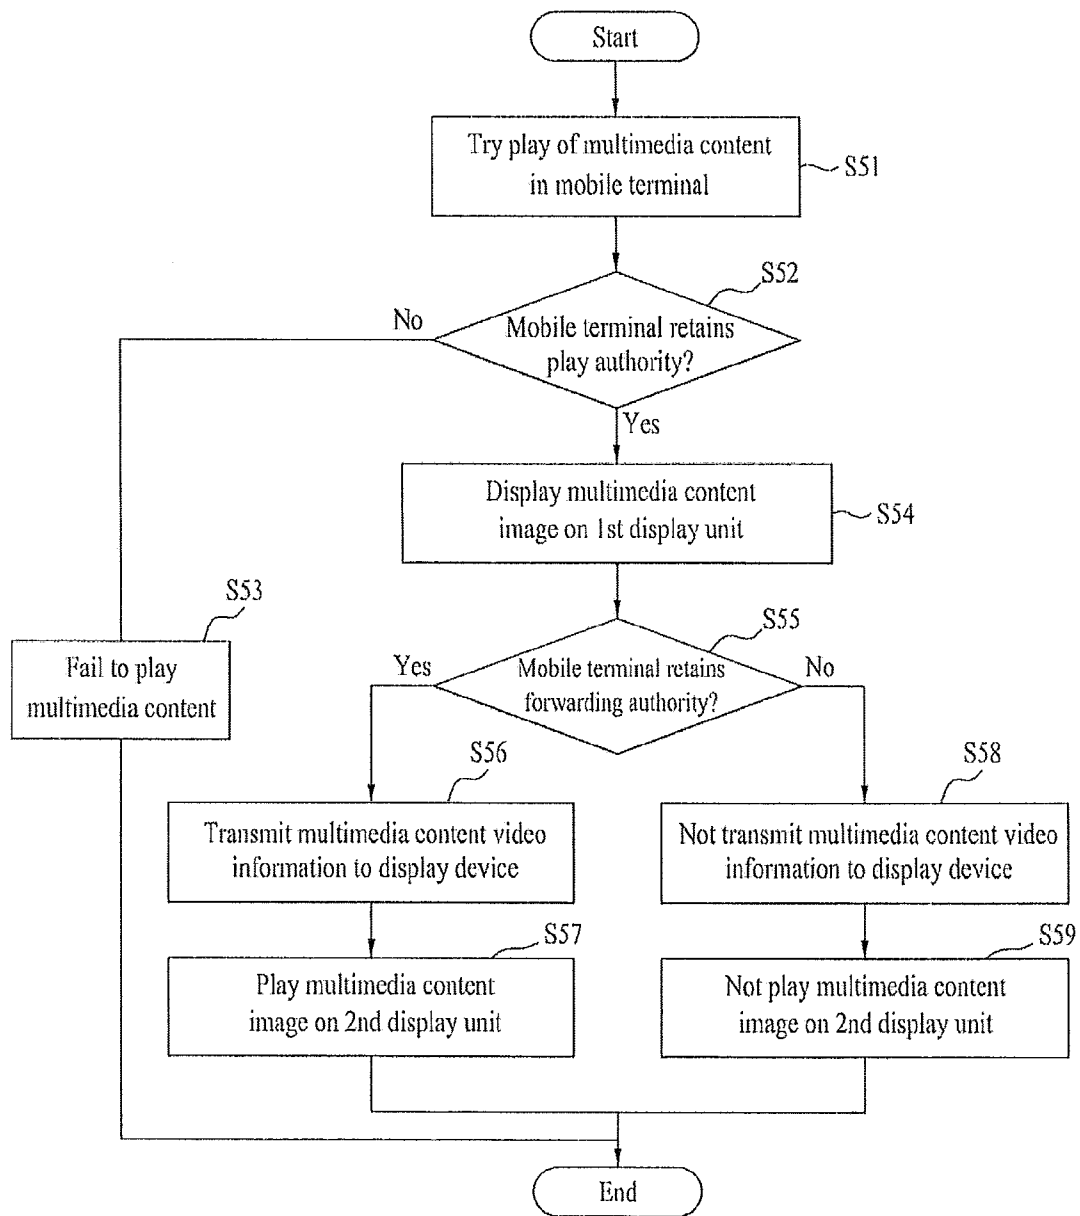 Start
Try play of multimedia content
in mobile terminal
S51
S52
No
Mobile terminal retains
play authority?
Yes
Display multimedia content
image on 1st display unit
S54
S53
Fail to play
multimedia content
S55
Yes
Mobile terminal retains
forwarding authority?
No
S56
Transmit multimedia content video
information to display device
S58
Not transmit multimedia content video
information to display device
S57
Play multimedia content
image on 2nd display unit
S59
Not play multimedia content
image on 2nd display unit
End